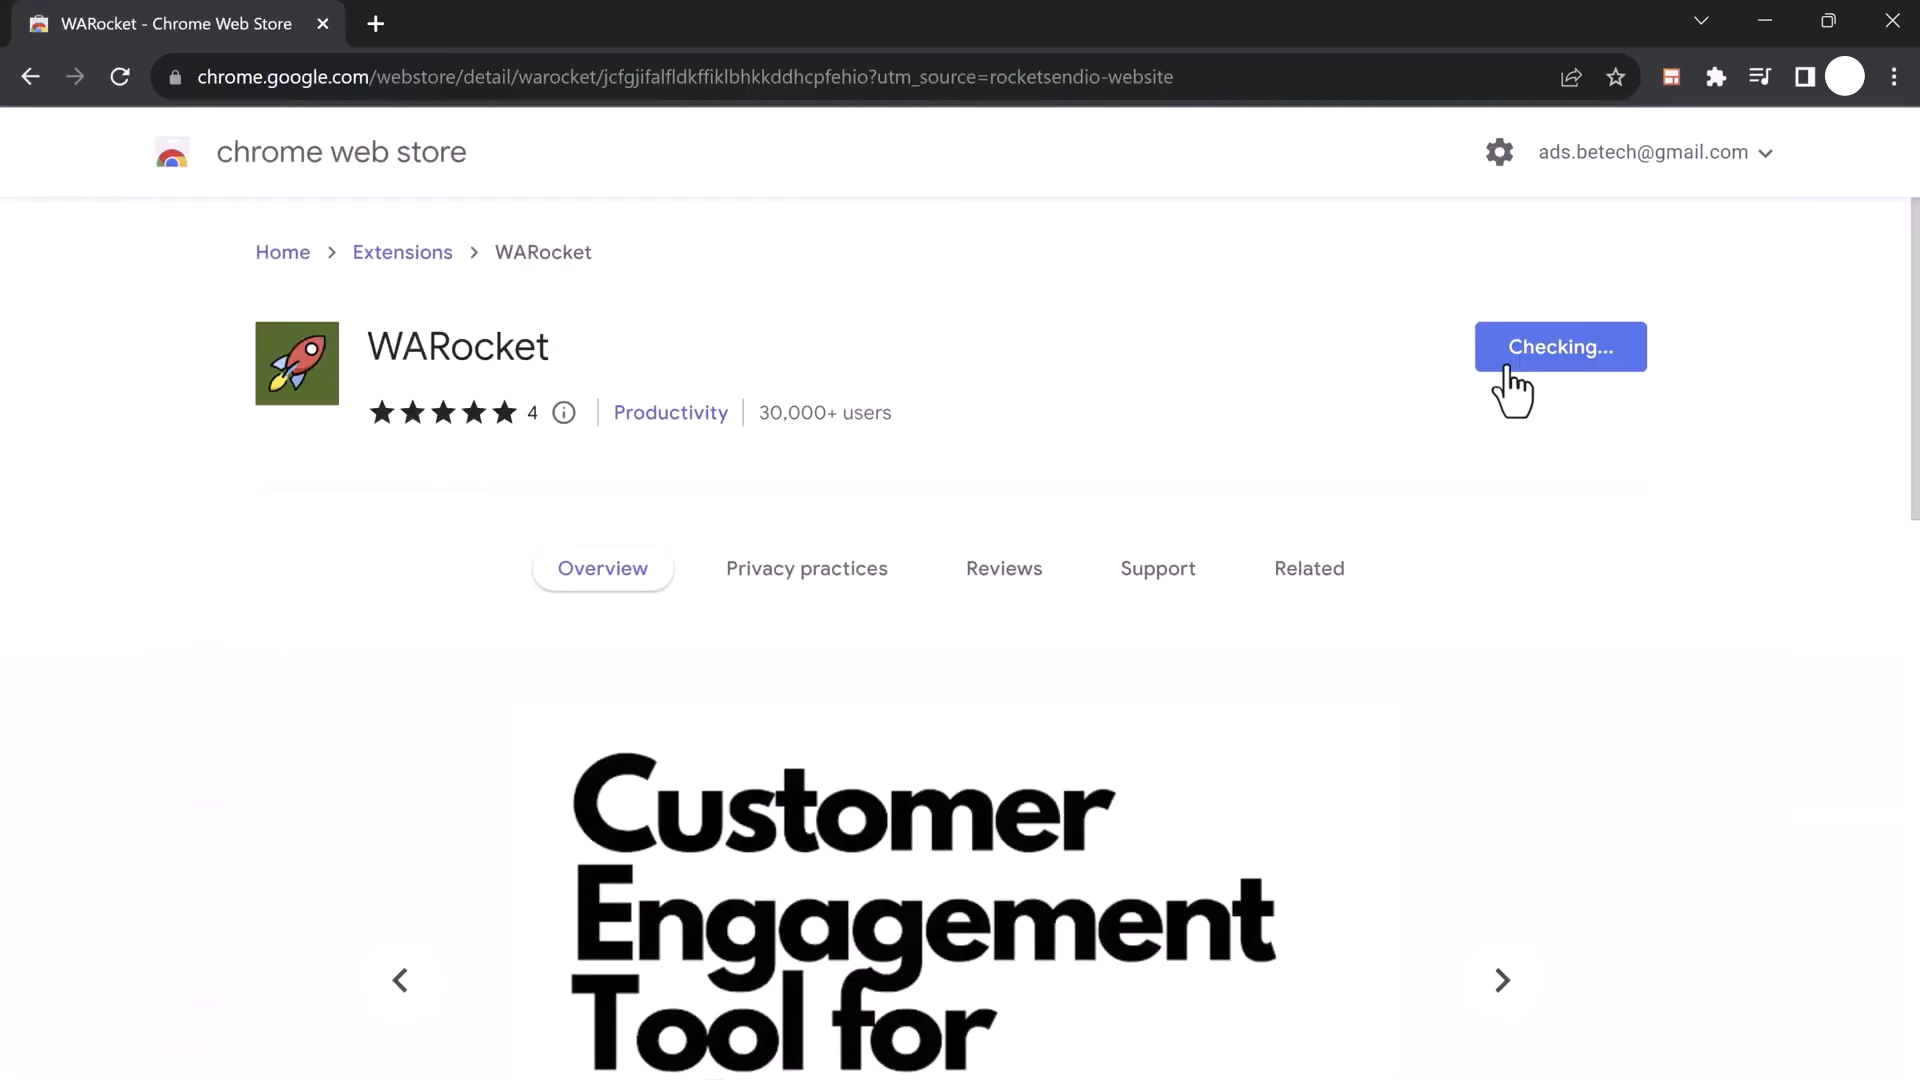 WARocket - Chrome Web Store
chrome.google.com/webstore/detail/warocket/jcfgjifalfldkffiklbhkkddhcpfehio?utm_source=rocketsendio-website
chrome web store
ads.betech@gmail.com
Home > Extensions > WARocket
WARocket
Checking...
4
Productivity
30,000+ users
Overview
Privacy practices
Reviews
Support
Related
Customer
Engagement
Tool for